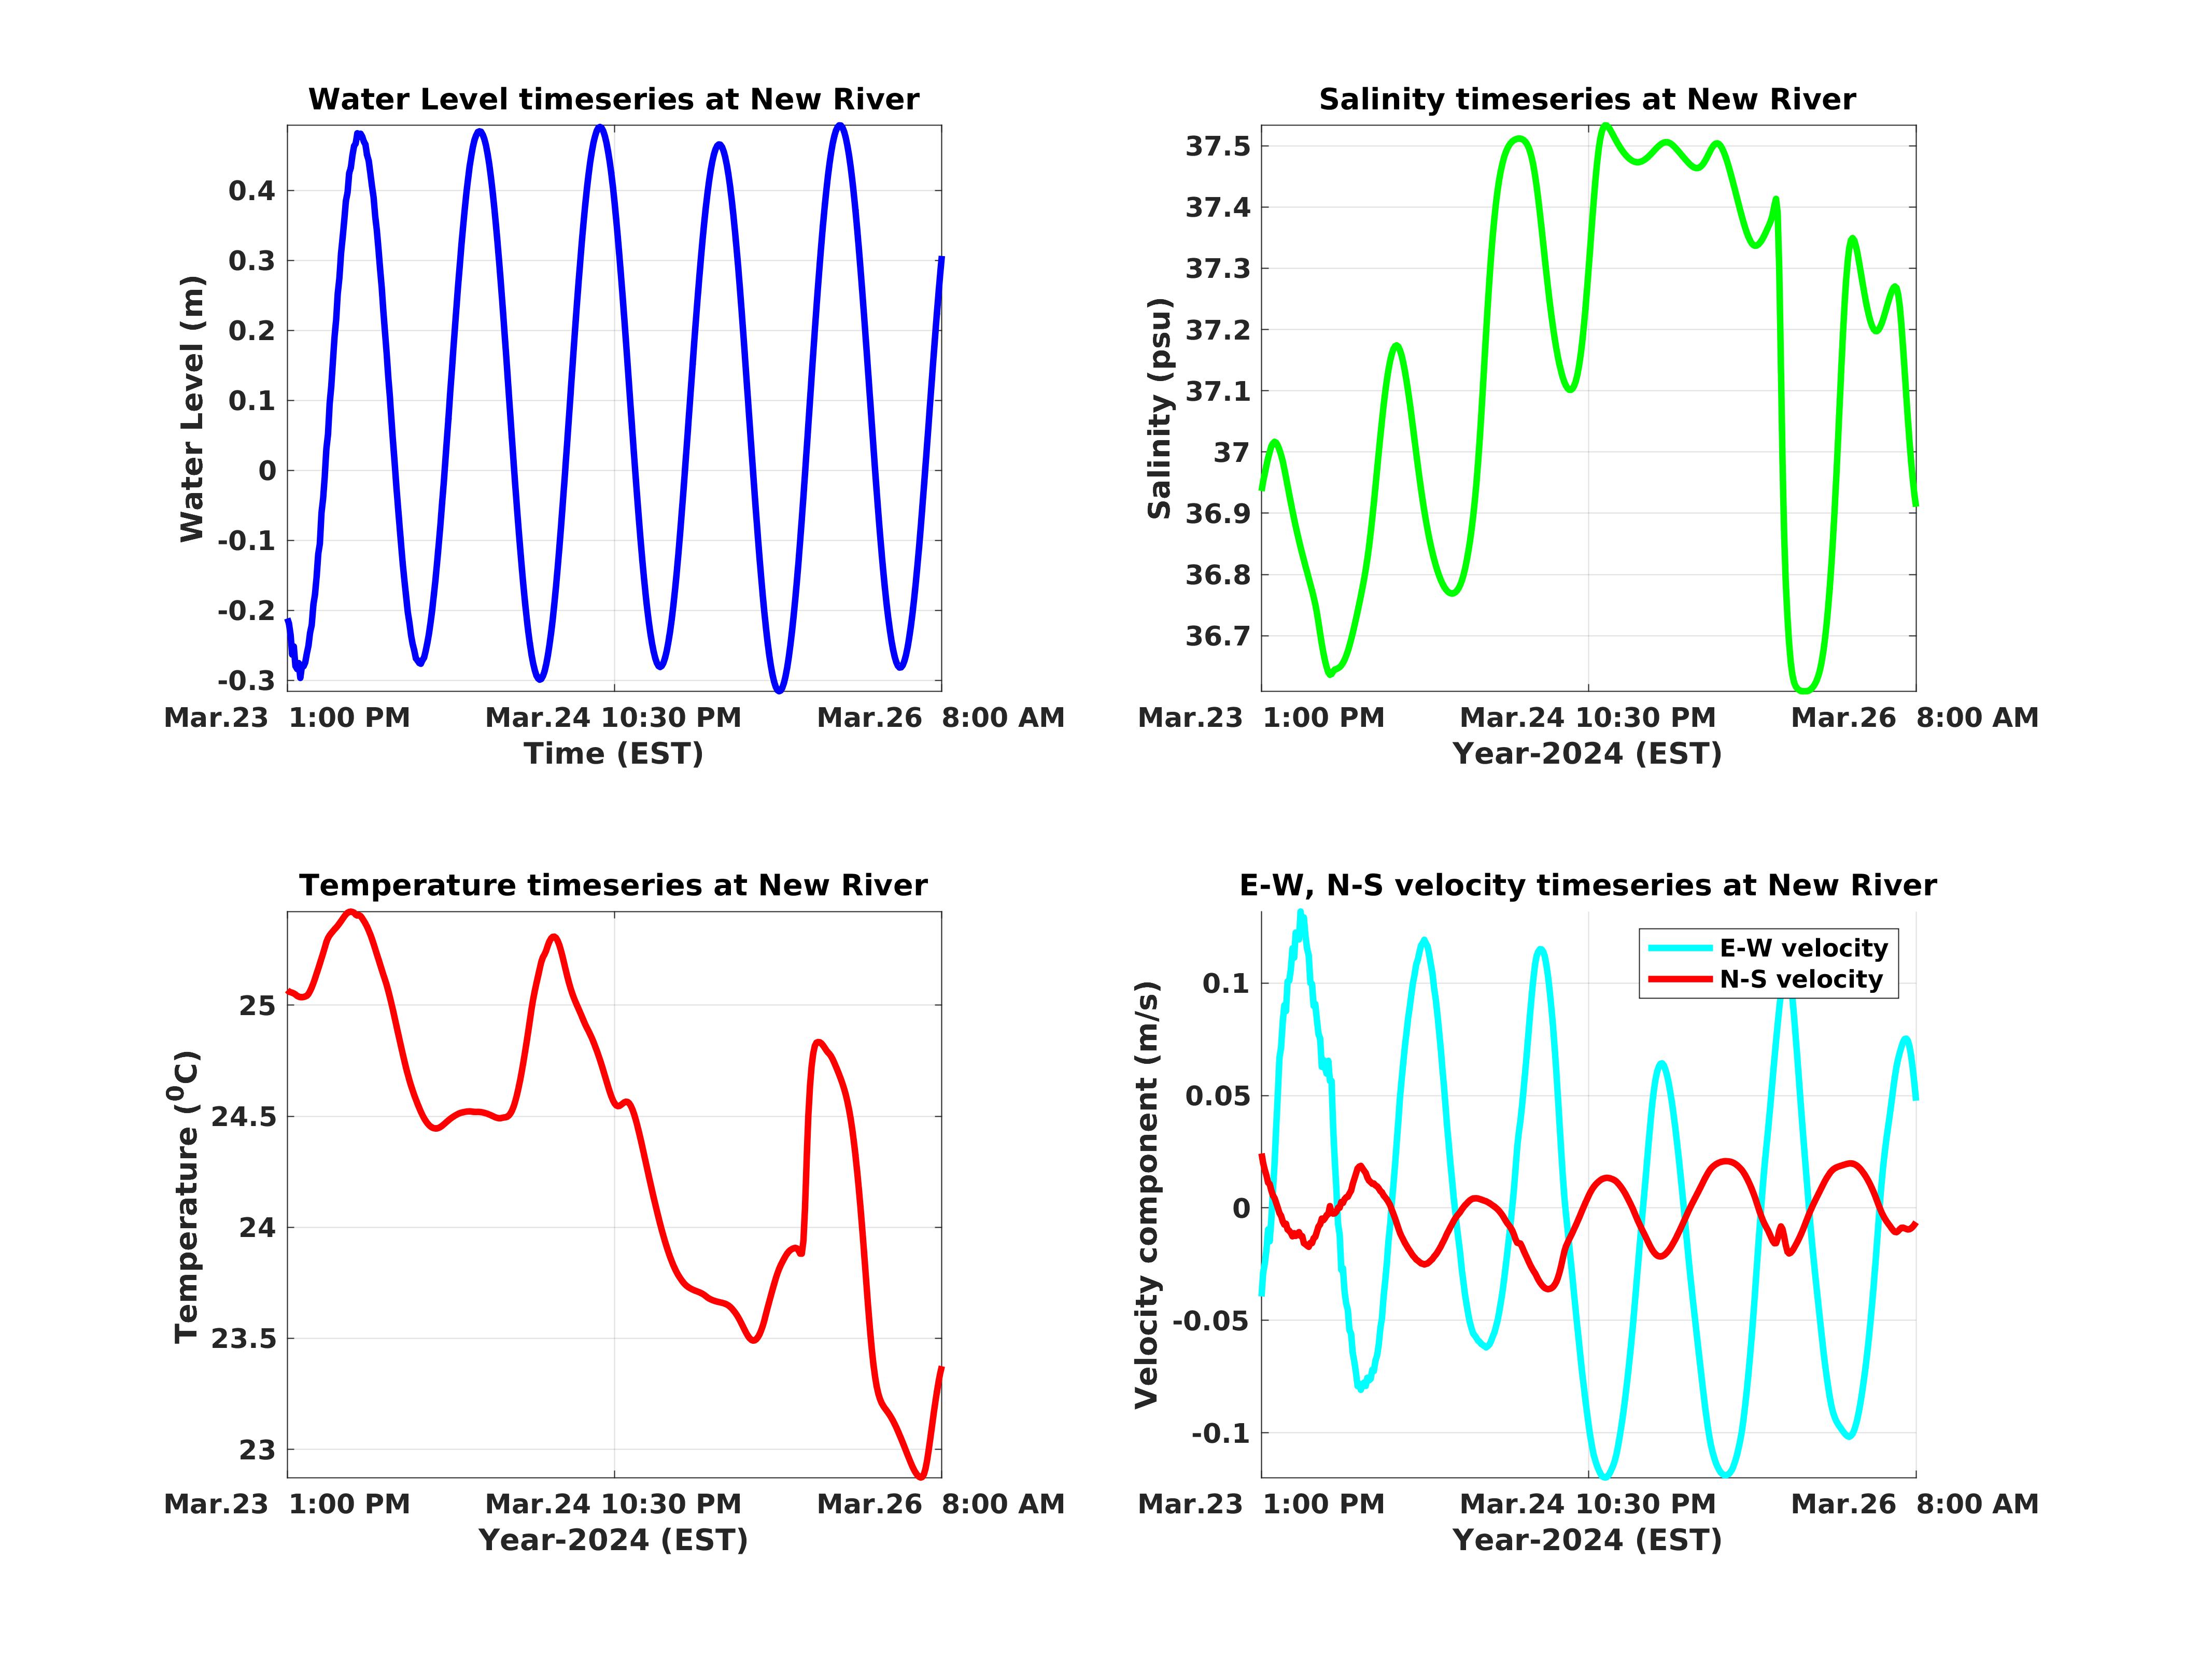 Water Level timeseries at New River
0.4
0.3
0.2
0.1
0
-0.1
-0.2
-0.3
Water Level (m)
Mar.23 1:00 PM Mar.24 10:30 PM Mar.26 8:00 AM
Time (EST)
Salinity timeseries at New River
37.5
37.4
37.3
37.2
37.1
37
36.9
36.8
36.7
Salinity (psu)
Mar.23 1:00 PM Mar.24 10:30 PM Mar.26 8:00 AM
Year-2024 (EST)
Temperature timeseries at New River
25
24.5
24
23.5
23
Temperature (⁰C)
Mar.23 1:00 PM Mar.24 10:30 PM Mar.26 8:00 AM
Year-2024 (EST)
E-W, N-S velocity timeseries at New River
E-W velocity
N-S velocity
0.1
0.05
0
-0.05
-0.1
Velocity component (m/s)
Mar.23 1:00 PM Mar.24 10:30 PM Mar.26 8:00 AM
Year-2024 (EST)